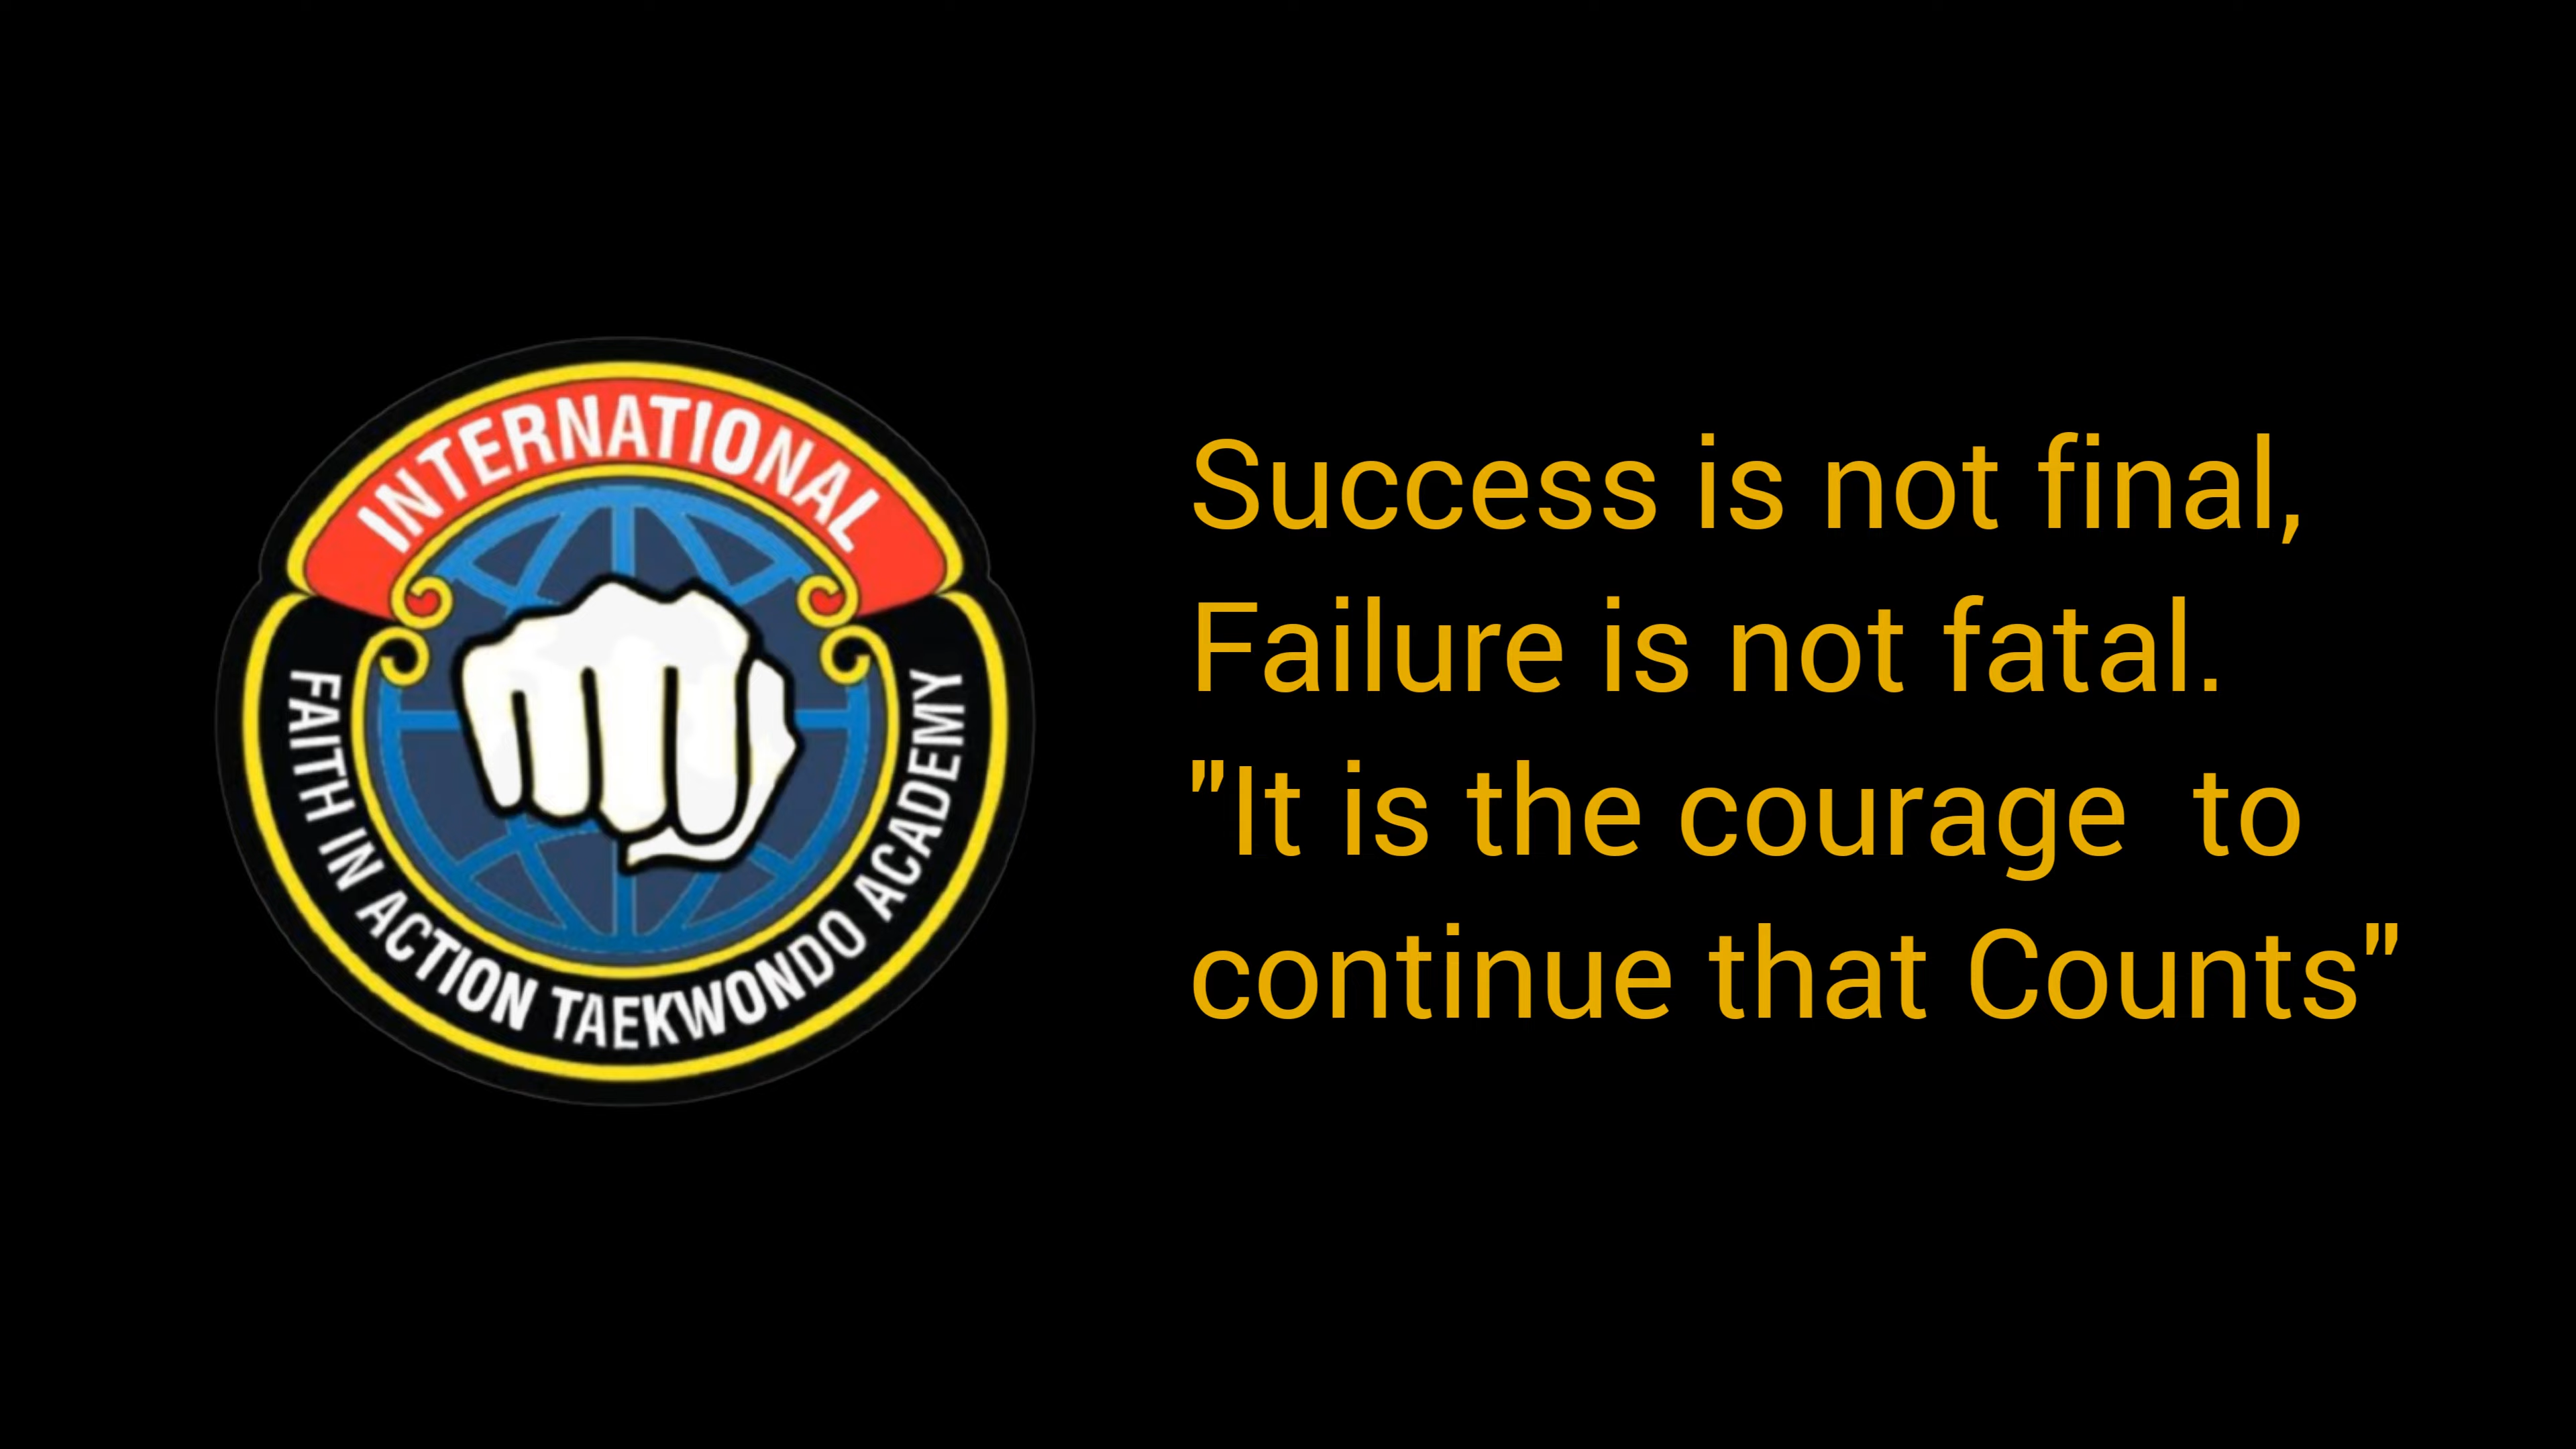 INTERNATIONAL
FAITH IN ACTION TAEKWONDO ACADEMY
Success is not final,
Failure is not fatal.
"It is the courage  to
continue that Counts"